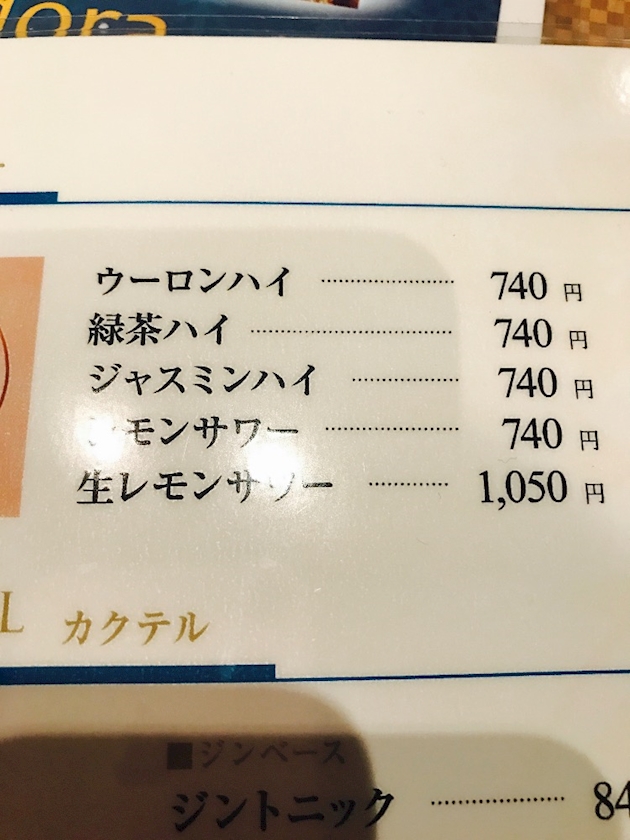 dora
ウーロンハイ 740 円
緑茶ハイ 740 円
ジャスミンハイ 740 円
レモンサワー 740 円
生レモンサワー 1,050 円
L カクテル
■ジンベース
ジントニック 84